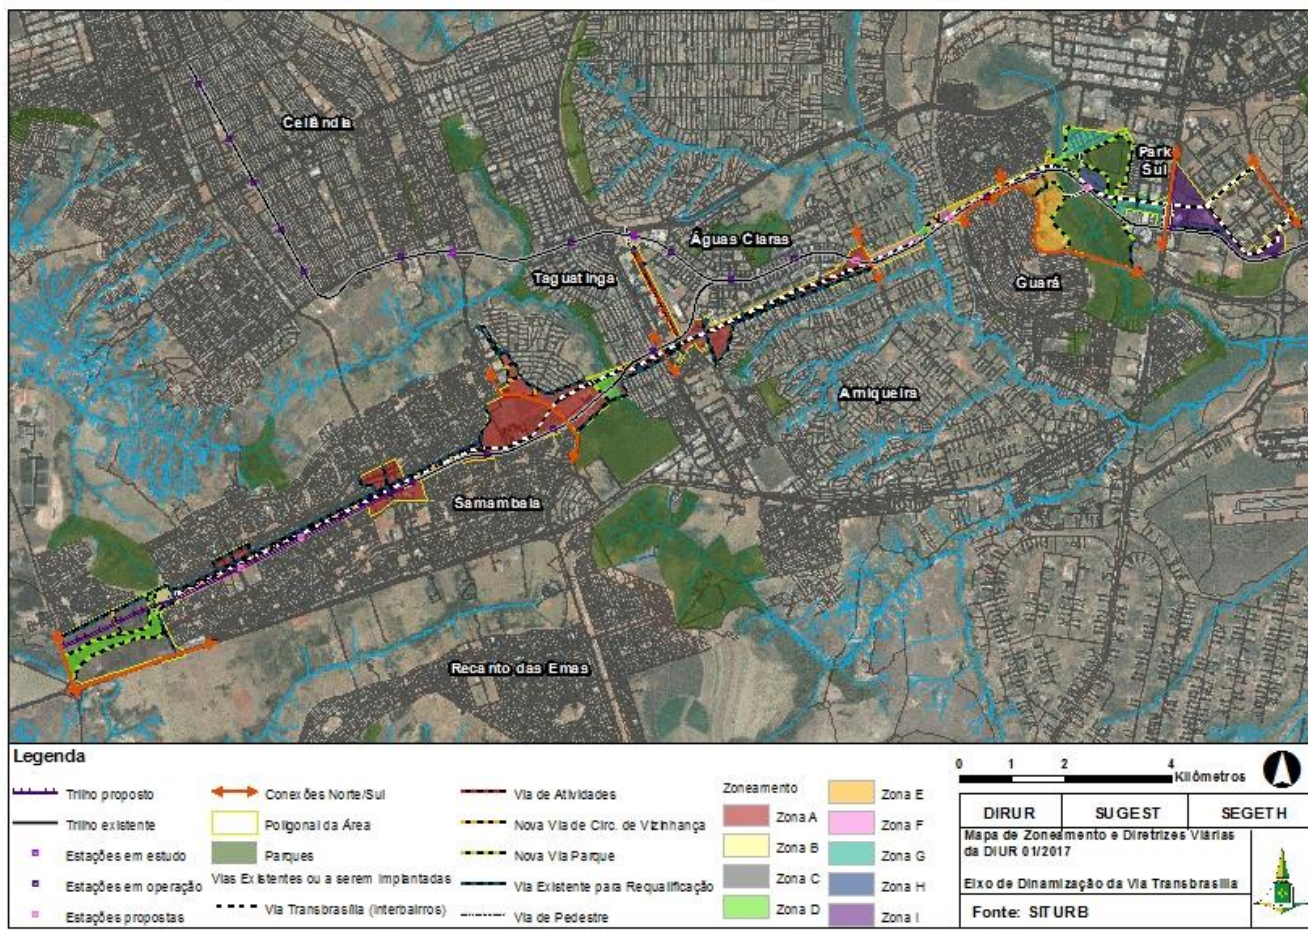 Ceilândia
Park
Sul
Águas Claras
Taguatinga
Guará
Arniqueira
Samambaia
Recanto das Emas
Legenda
Trilho proposto
Trilho existente
Estações em estudo
Estações em operação
Estações propostas
Conexões Norte/Sul
Poligonal da Área
Parques
Vias Existentes ou a serem Implantadas
Via Transbrasília (Interbairros)
Via de Atividades
Nova Via de Circ. de Vizinhança
Nova Via Parque
Via Existente para Requalificação
Via de Pedestre
Zoneamento
Zona A
Zona B
Zona C
Zona D
Zona E
Zona F
Zona G
Zona H
Zona I
0 1 2 4
Kilômetros
DIRUR SUGEST SEGETH
Mapa de Zoneamento e Diretrizes Viárias
da DIUR 01/2017
Eixo de Dinamização da Via Transbrasília
Fonte: SITURB